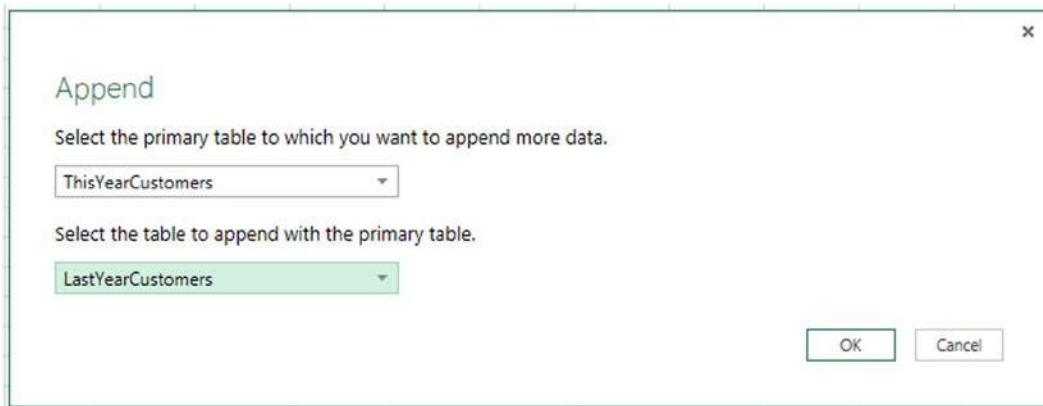 Append
Select the primary table to which you want to append more data.
ThisYearCustomers
Select the table to append with the primary table.
LastYearCustomers
OK Cancel